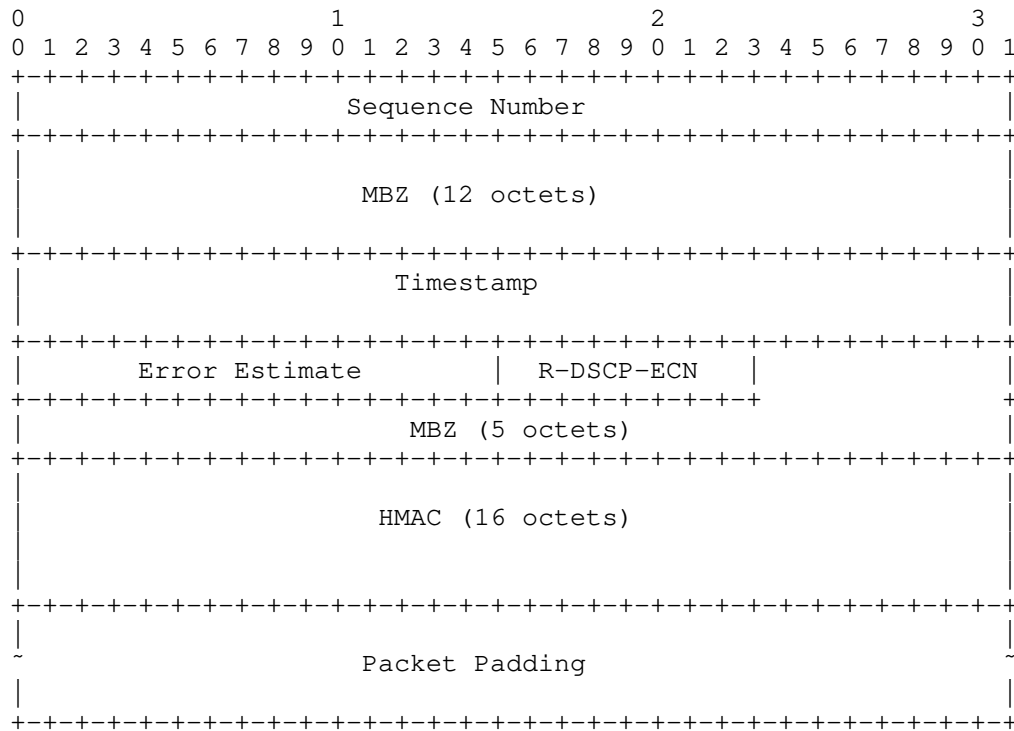 0                   1                   2                   3
0 1 2 3 4 5 6 7 8 9 0 1 2 3 4 5 6 7 8 9 0 1 2 3 4 5 6 7 8 9 0 1
+-+-+-+-+-+-+-+-+-+-+-+-+-+-+-+-+-+-+-+-+-+-+-+-+-+-+-+-+-+-+-+
|                    Sequence Number                          |
+-+-+-+-+-+-+-+-+-+-+-+-+-+-+-+-+-+-+-+-+-+-+-+-+-+-+-+-+-+-+-+
|                                                             |
|                     MBZ (12 octets)                         |
|                                                             |
+-+-+-+-+-+-+-+-+-+-+-+-+-+-+-+-+-+-+-+-+-+-+-+-+-+-+-+-+-+-+-+
|                       Timestamp                             |
|                                                             |
+-+-+-+-+-+-+-+-+-+-+-+-+-+-+-+-+-+-+-+-+-+-+-+-+-+-+-+-+-+-+-+
|       Error Estimate        |  R-DSCP-ECN   |               |
+-+-+-+-+-+-+-+-+-+-+-+-+-+-+-+-+-+-+-+-+-+-+-+               +
|                        MBZ (5 octets)                       |
+-+-+-+-+-+-+-+-+-+-+-+-+-+-+-+-+-+-+-+-+-+-+-+-+-+-+-+-+-+-+-+
|                                                             |
|                      HMAC (16 octets)                       |
|                                                             |
|                                                             |
+-+-+-+-+-+-+-+-+-+-+-+-+-+-+-+-+-+-+-+-+-+-+-+-+-+-+-+-+-+-+-+
|                                                             |
~                     Packet Padding                          ~
|                                                             |
+-+-+-+-+-+-+-+-+-+-+-+-+-+-+-+-+-+-+-+-+-+-+-+-+-+-+-+-+-+-+-+